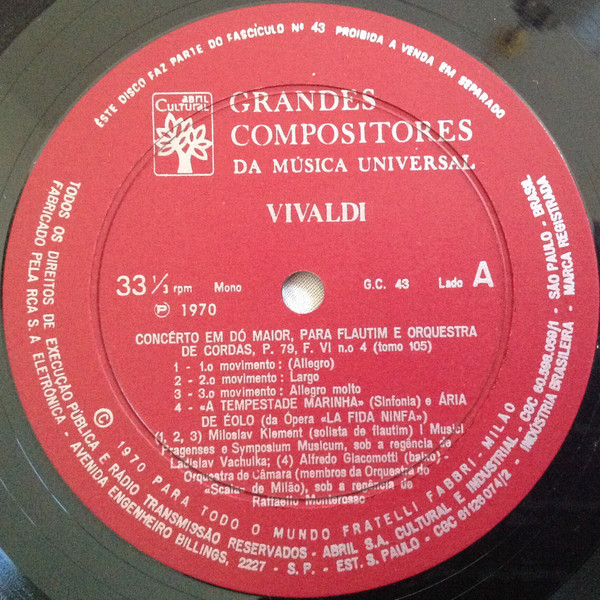 ÊSTE DISCO FAZ PARTE DO FASCÍCULO Nº 43 PROIBIDA A VENDA EM SEPARADO
abril
Cultural
GRANDES
COMPOSITORES
DA MÚSICA UNIVERSAL
VIVALDI
33 1/3 rpm Mono G.C. 43 Lado A
Ⓟ 1970
CONCÊRTO EM DÓ MAIOR, PARA FLAUTIM E ORQUESTRA
DE CORDAS, P. 79, F. VI n.o 4 (tomo 105)
1 - 1.o movimento: (Allegro)
2 - 2.o movimento: Largo
3 - 3.o movimento: Allegro molto
4 - «A TEMPESTADE MARINHA» (Sinfonia) e ÁRIA
DE ÉOLO (da Ópera «LA FIDA NINFA»)
(1, 2, 3) Miloslav Klement (solista de flautim) I Musici
Pragenses e Symposium Musicum, sob a regência de
Ladislav Vachulka; (4) Alfredo Giacomotti (baixo) -
Orquestra de Câmara (membros da Orquestra do
«Scala» de Milão), sob a regência de
Raffaello Monterosso
© 1970 PARA TODO O MUNDO FRATELLI FABBRI - MILÃO
TODOS OS DIREITOS DE EXECUÇÃO PÚBLICA E RÁDIO TRANSMISSÃO RESERVADOS - ABRIL S.A. CULTURAL E INDUSTRIAL - CGC 60.598.059/1 - SÃO PAULO - BRASIL
FABRICADO PELA RCA S. A ELETRÔNICA - AVENIDA ENGENHEIRO BILLINGS, 2227 - S. P. - EST. S. PAULO - CGC 61126074/2 - INDÚSTRIA BRASILEIRA - MARCA REGISTRADA